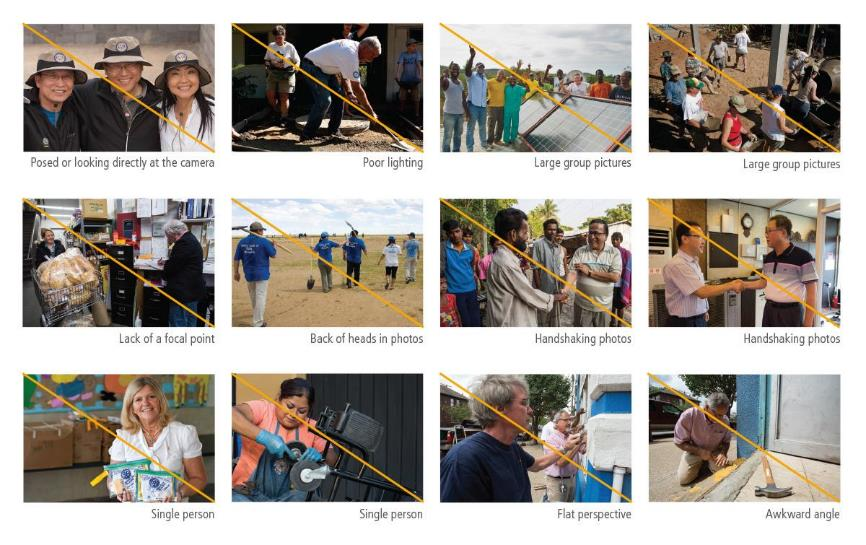 Posed or looking directly at the camera
Poor lighting
Large group pictures
Large group pictures
Lack of a focal point
Back of heads in photos
Handshaking photos
Handshaking photos
Single person
Single person
Flat perspective
Awkward angle